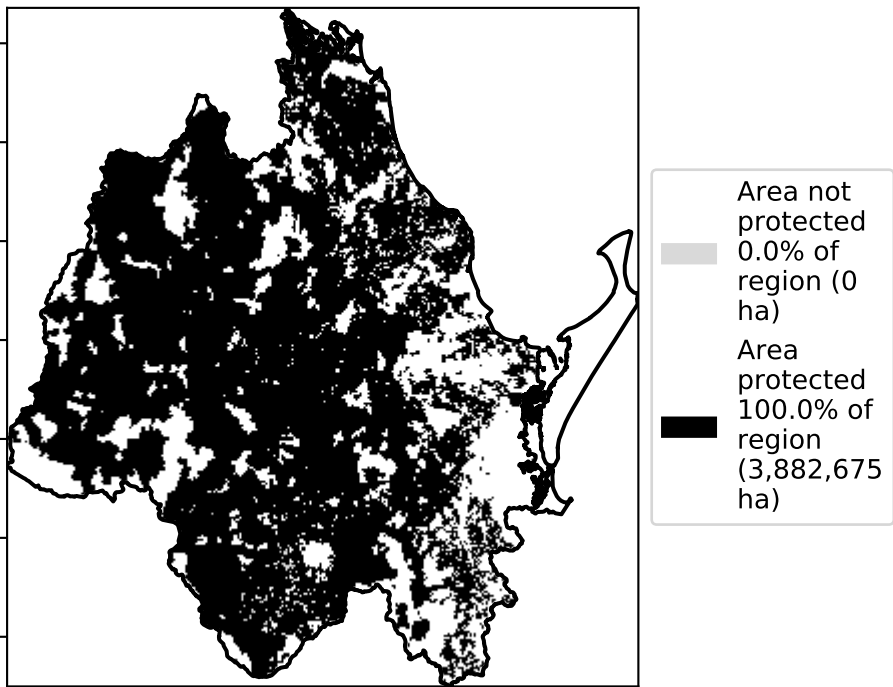 Area not
protected
0.0% of
region (0
ha)
Area
protected
100.0% of
region
(3,882,675
ha)